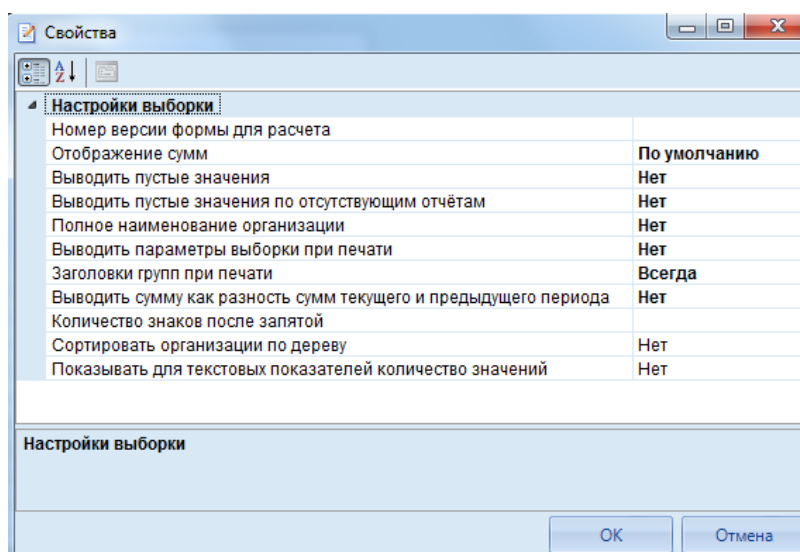 Свойства
Настройки выборки
Номер версии формы для расчета
Отображение сумм По умолчанию
Выводить пустые значения Нет
Выводить пустые значения по отсутствующим отчётам Нет
Полное наименование организации Нет
Выводить параметры выборки при печати Нет
Заголовки групп при печати Всегда
Выводить сумму как разность сумм текущего и предыдущего периода Нет
Количество знаков после запятой
Сортировать организации по дереву Нет
Показывать для текстовых показателей количество значений Нет
Настройки выборки
ОК Отмена